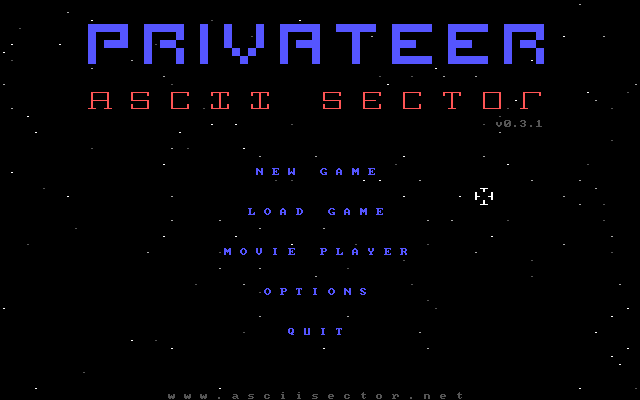 PRIVATEER
ASCII SECTOR
v0.3.1
NEW GAME
LOAD GAME
MOVIE PLAYER
OPTIONS
QUIT
www.asciisector.net